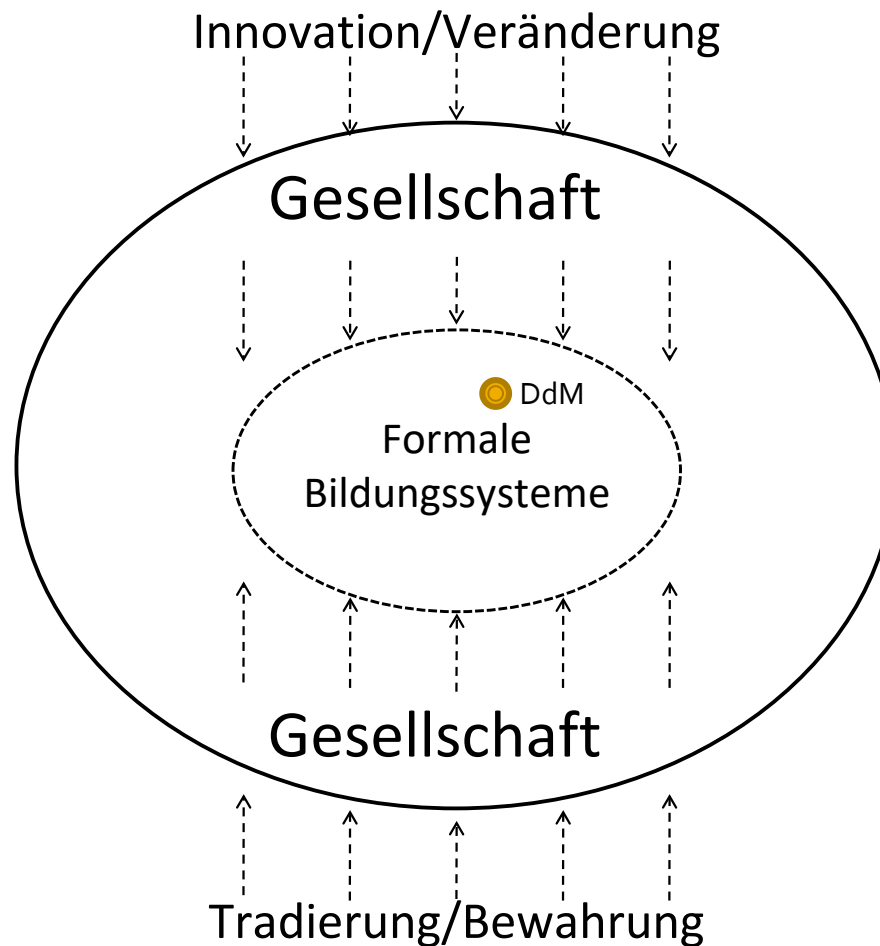 Innovation/Veränderung
Gesellschaft
DdM
Formale
Bildungssysteme
Gesellschaft
Tradierung/Bewahrung